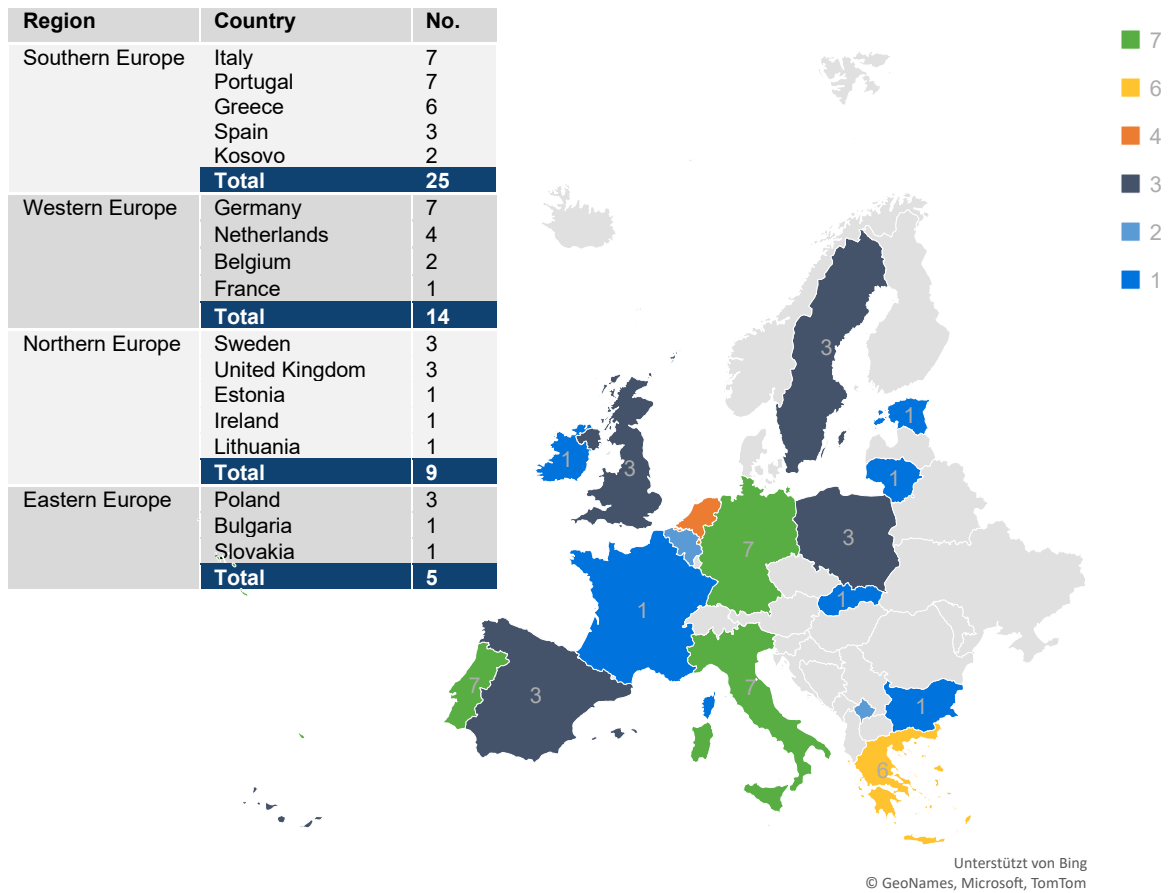 Region Country No.
Southern Europe Italy 7
Portugal 7
Greece 6
Spain 3
Kosovo 2
Total 25
Western Europe Germany 7
Netherlands 4
Belgium 2
France 1
Total 14
Northern Europe Sweden 3
United Kingdom 3
Estonia 1
Ireland 1
Lithuania 1
Total 9
Eastern Europe Poland 3
Bulgaria 1
Slovakia 1
Total 5
7
6
4
3
2
1
3
1
1
3
1
7
3
1
1
7
3
7
1
6
Unterstützt von Bing
© GeoNames, Microsoft, TomTom